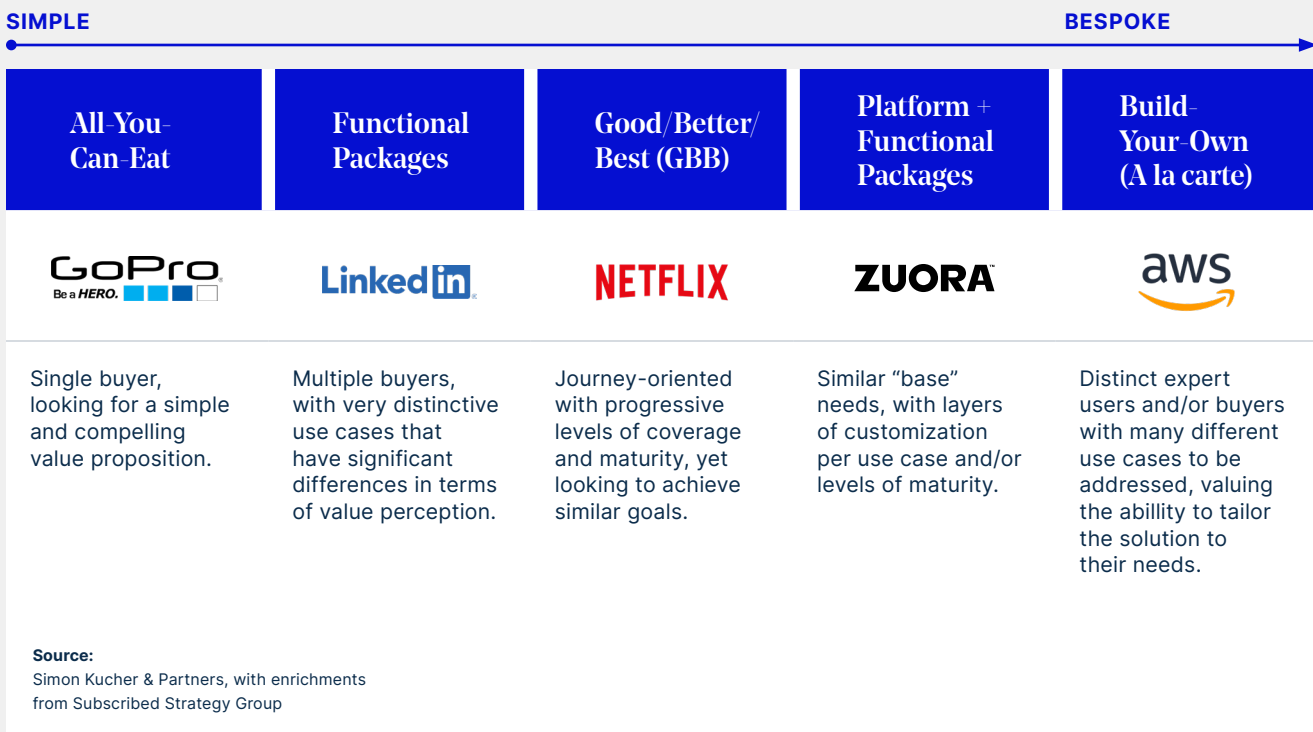 SIMPLE
BESPOKE
All-You-
Can-Eat
Functional
Packages
Good/Better/
Best (GBB)
Platform +
Functional
Packages
Build-
Your-Own
(A la carte)
GoPro
Be a HERO.
Linked in
NETFLIX
ZUORA™
aws
Single buyer,
looking for a simple
and compelling
value proposition.
Multiple buyers,
with very distinctive
use cases that
have significant
differences in terms
of value perception.
Journey-oriented
with progressive
levels of coverage
and maturity, yet
looking to achieve
similar goals.
Similar “base”
needs, with layers
of customization
per use case and/or
levels of maturity.
Distinct expert
users and/or buyers
with many different
use cases to be
addressed, valuing
the abillity to tailor
the solution to
their needs.
Source:
Simon Kucher & Partners, with enrichments
from Subscribed Strategy Group